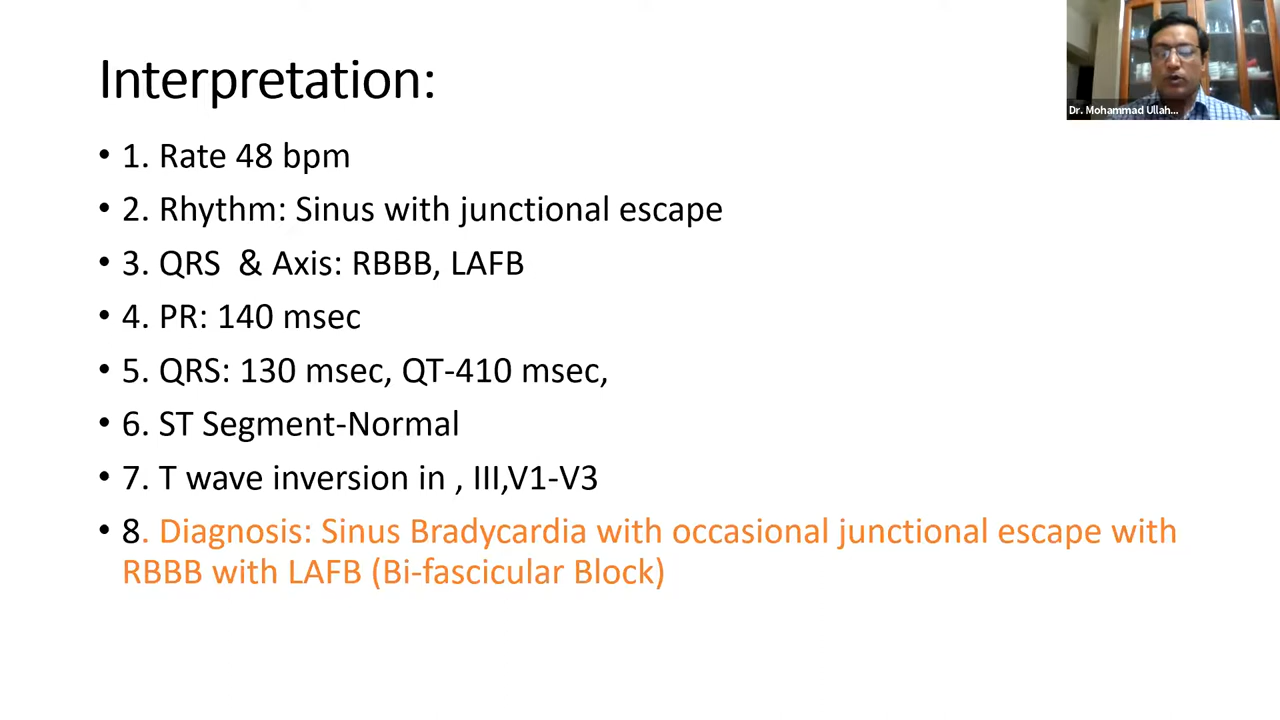 Interpretation:
Dr. Mohammad Ullah...
• 1. Rate 48 bpm
• 2. Rhythm: Sinus with junctional escape
• 3. QRS & Axis: RBBB, LAFB
• 4. PR: 140 msec
• 5. QRS: 130 msec, QT-410 msec,
• 6. ST Segment-Normal
• 7. T wave inversion in , III,V1-V3
• 8. Diagnosis: Sinus Bradycardia with occasional junctional escape with
RBBB with LAFB (Bi-fascicular Block)